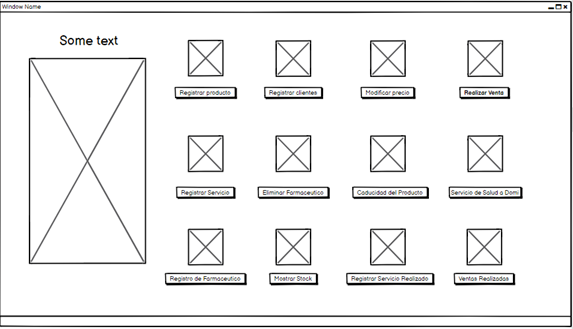 Window Name
Some text
Registrar producto
Registrar clientes
Modificar precio
Realizar Venta
Registrar Servicio
Eliminar Farmaceutico
Caducidad del Producto
Servicio de Salud a Domi
Registro de Farmaceutico
Mostrar Stock
Registrar Servicio Realizado
Ventas Realizadas